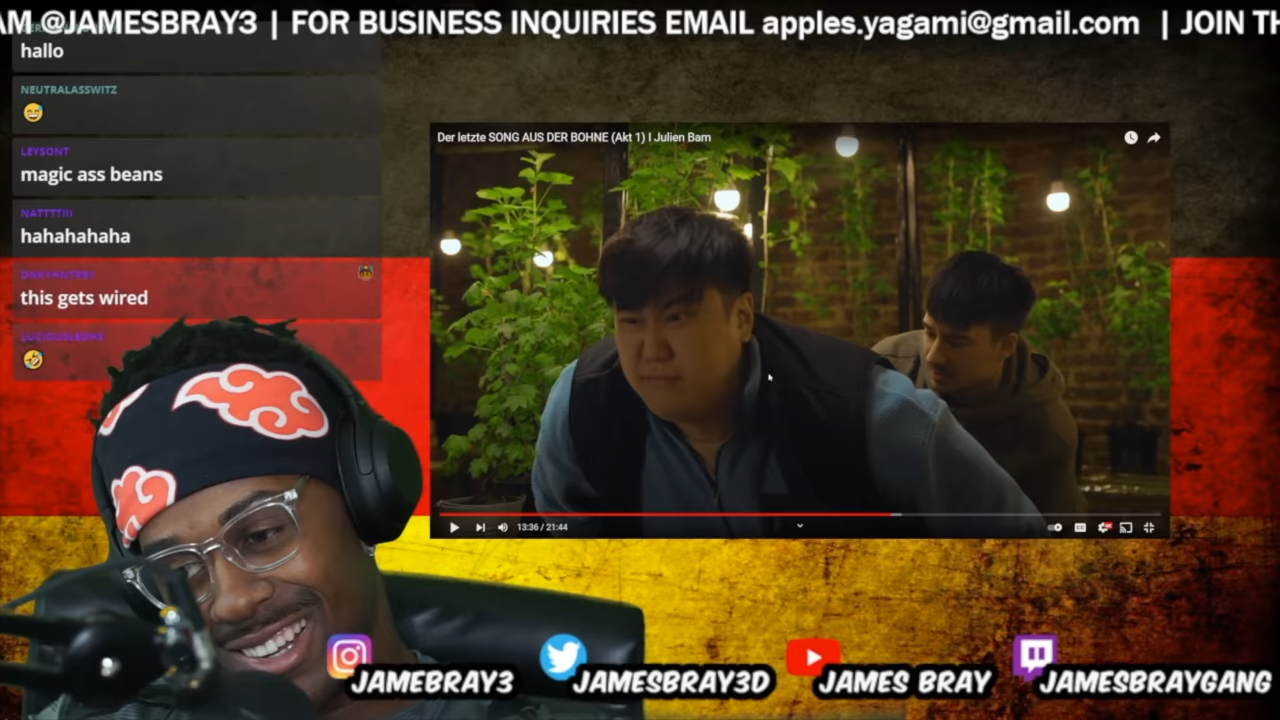 AM @JAMESBRAY3 | FOR BUSINESS INQUIRIES EMAIL apples.yagami@gmail.com | JOIN TH
hallo
NEUTRALASSWITZ
LEYSONT
magic ass beans
NATTTTIII
hahahahaha
this gets wired
Der letzte SONG AUS DER BOHNE (Akt 1) I Julien Bam
13:36 / 21:44
JAMEBRAY3
JAMESBRAY3D
JAMES BRAY
JAMESBRAYGANG